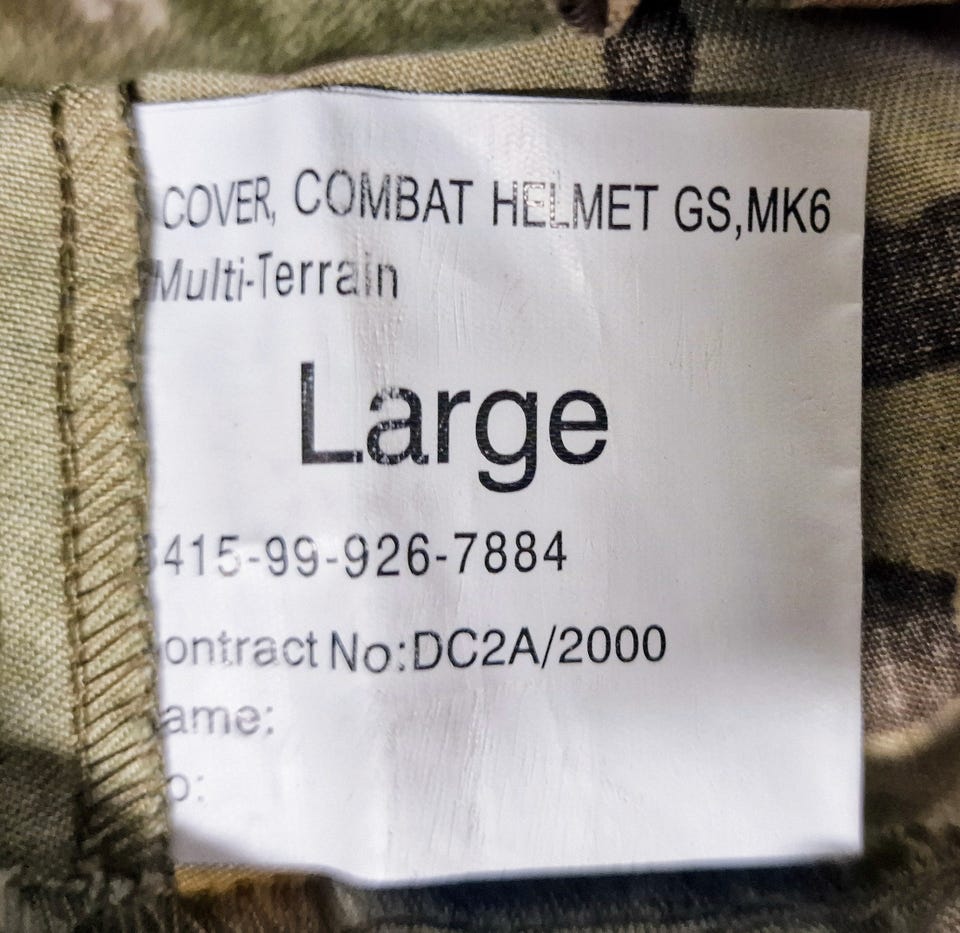 COVER, COMBAT HELMET GS,MK6
Multi-Terrain
Large
415-99-926-7884
ontract No:DC2A/2000
ame:
o: